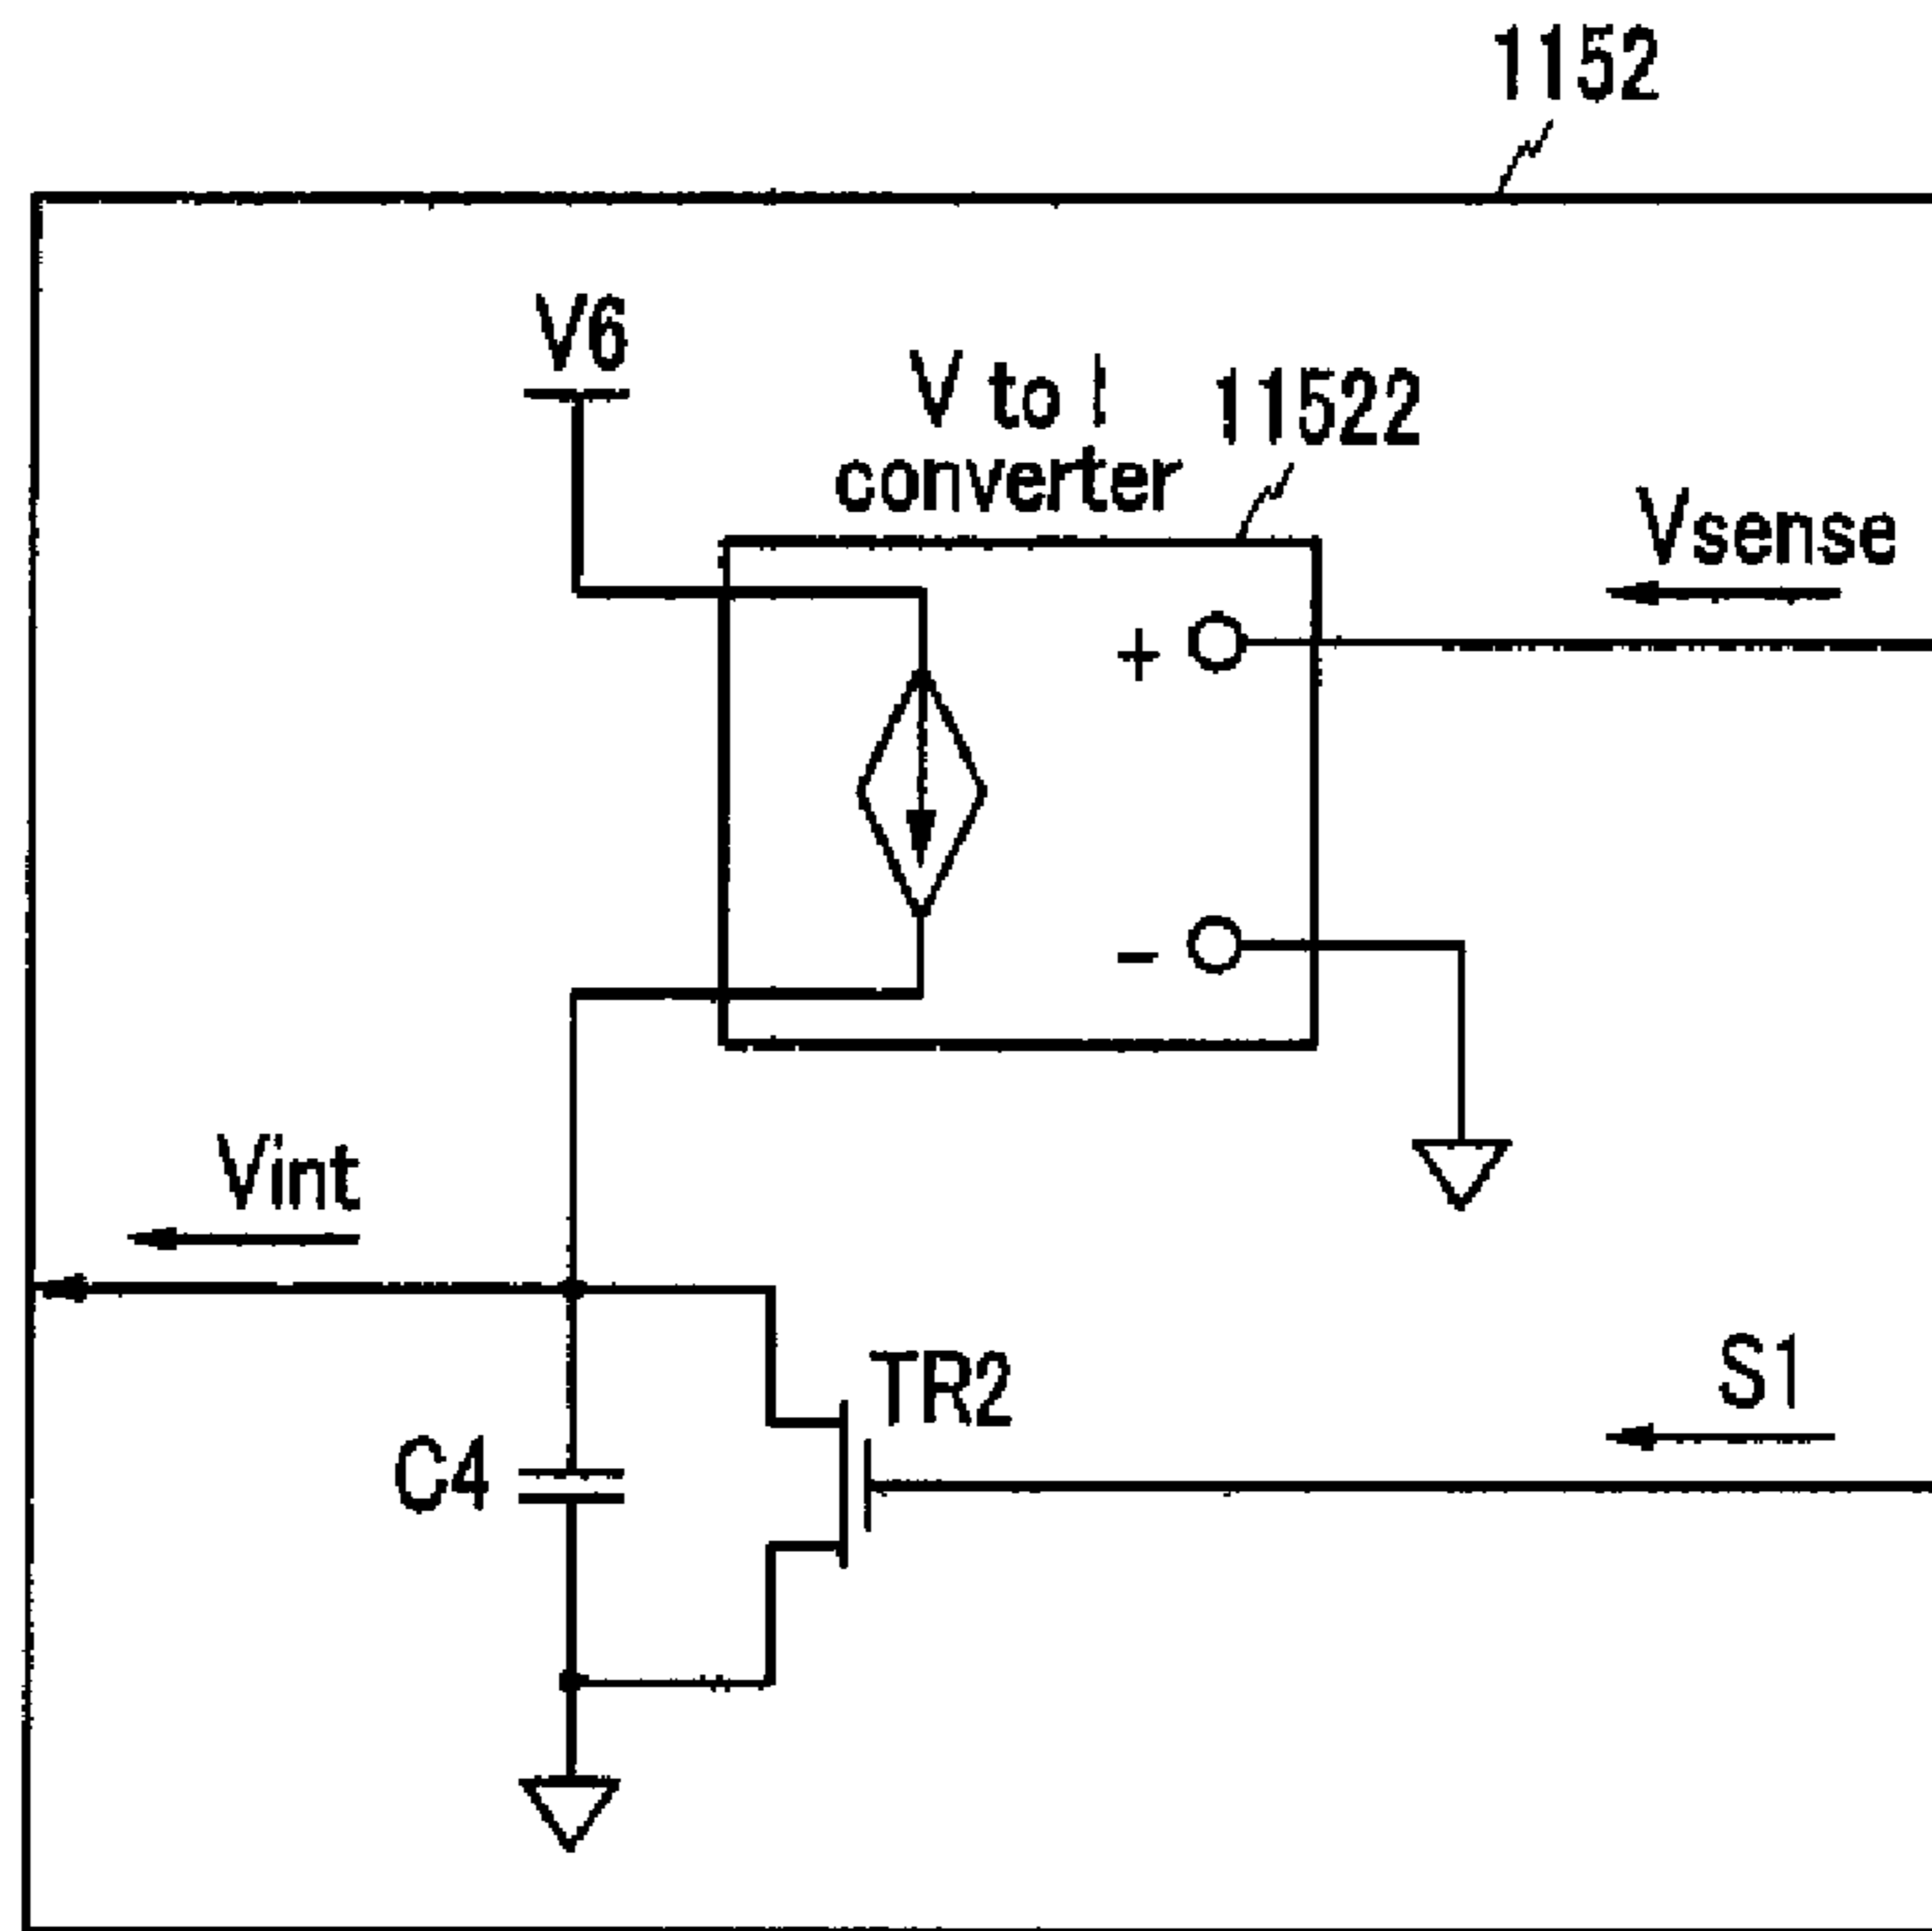 1152
V6
V to I
converter
11522
Vsense
+
-
Vint
S1
TR2
C4